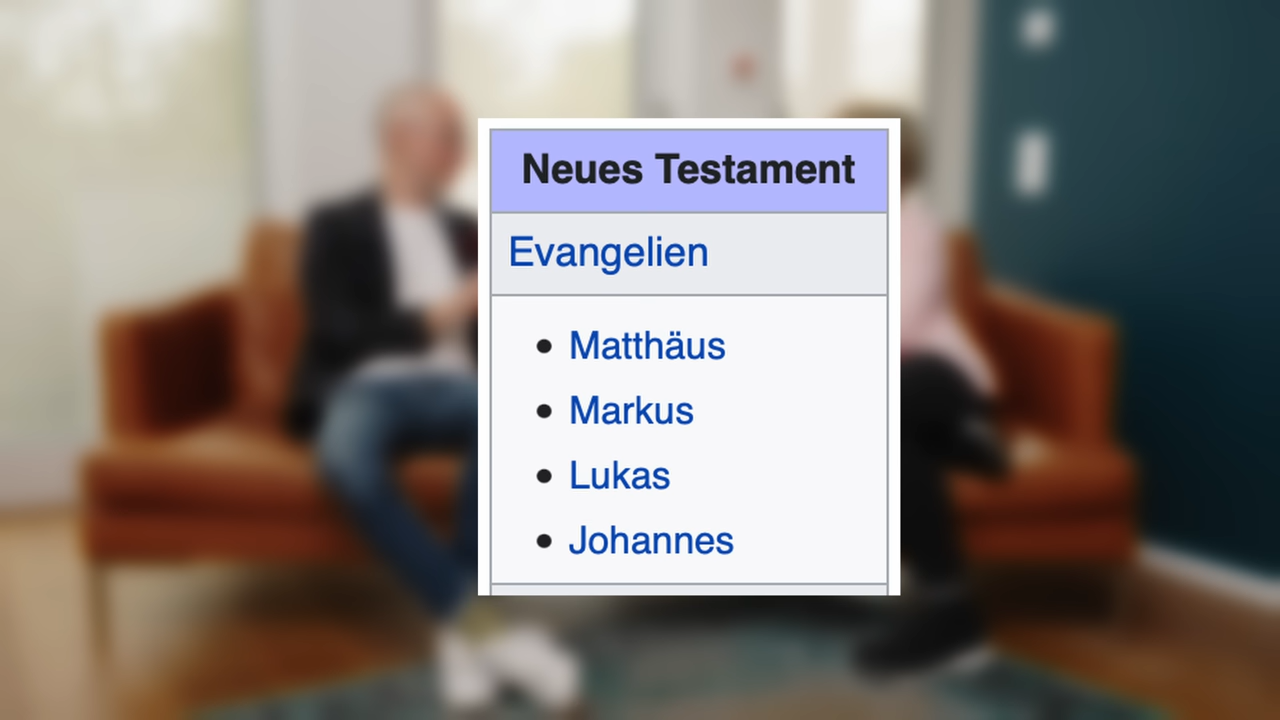 Neues Testament
Evangelien
Matthäus
Markus
Lukas
Johannes